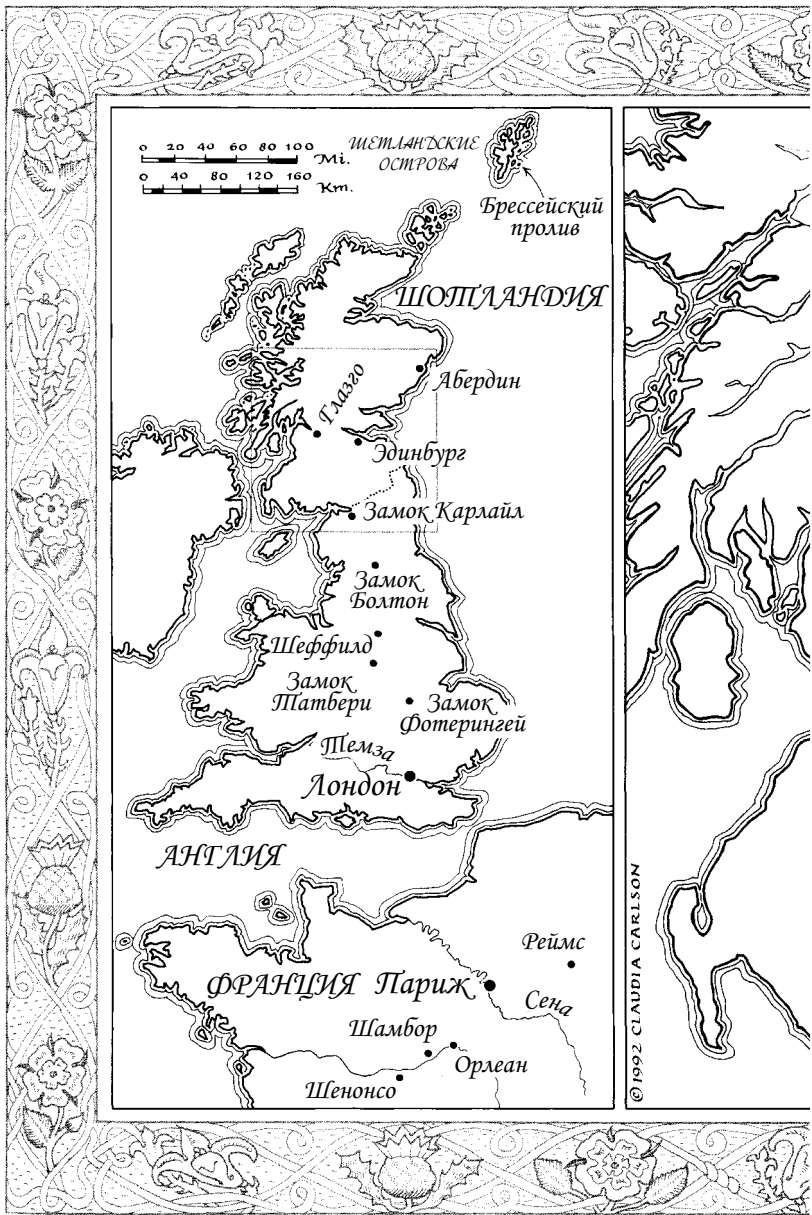 0 20 40 60 80 100 Mi.
0 40 80 120 160 Km.
ШЕТЛАНДСКИЕ
ОСТРОВА
Брессейский
пролив
ШОТЛАНДИЯ
Абердин
Глазго
Эдинбург
Замок Карлайл
Замок
Болтон
Шеффилд
Замок
Татбери
Замок
Фотерингей
Темза
Лондон
АНГЛИЯ
Реймс
ФРАНЦИЯ
Париж
Сена
Шамбор
Орлеан
Шенонсо
©1992 CLAUDIA CARLSON